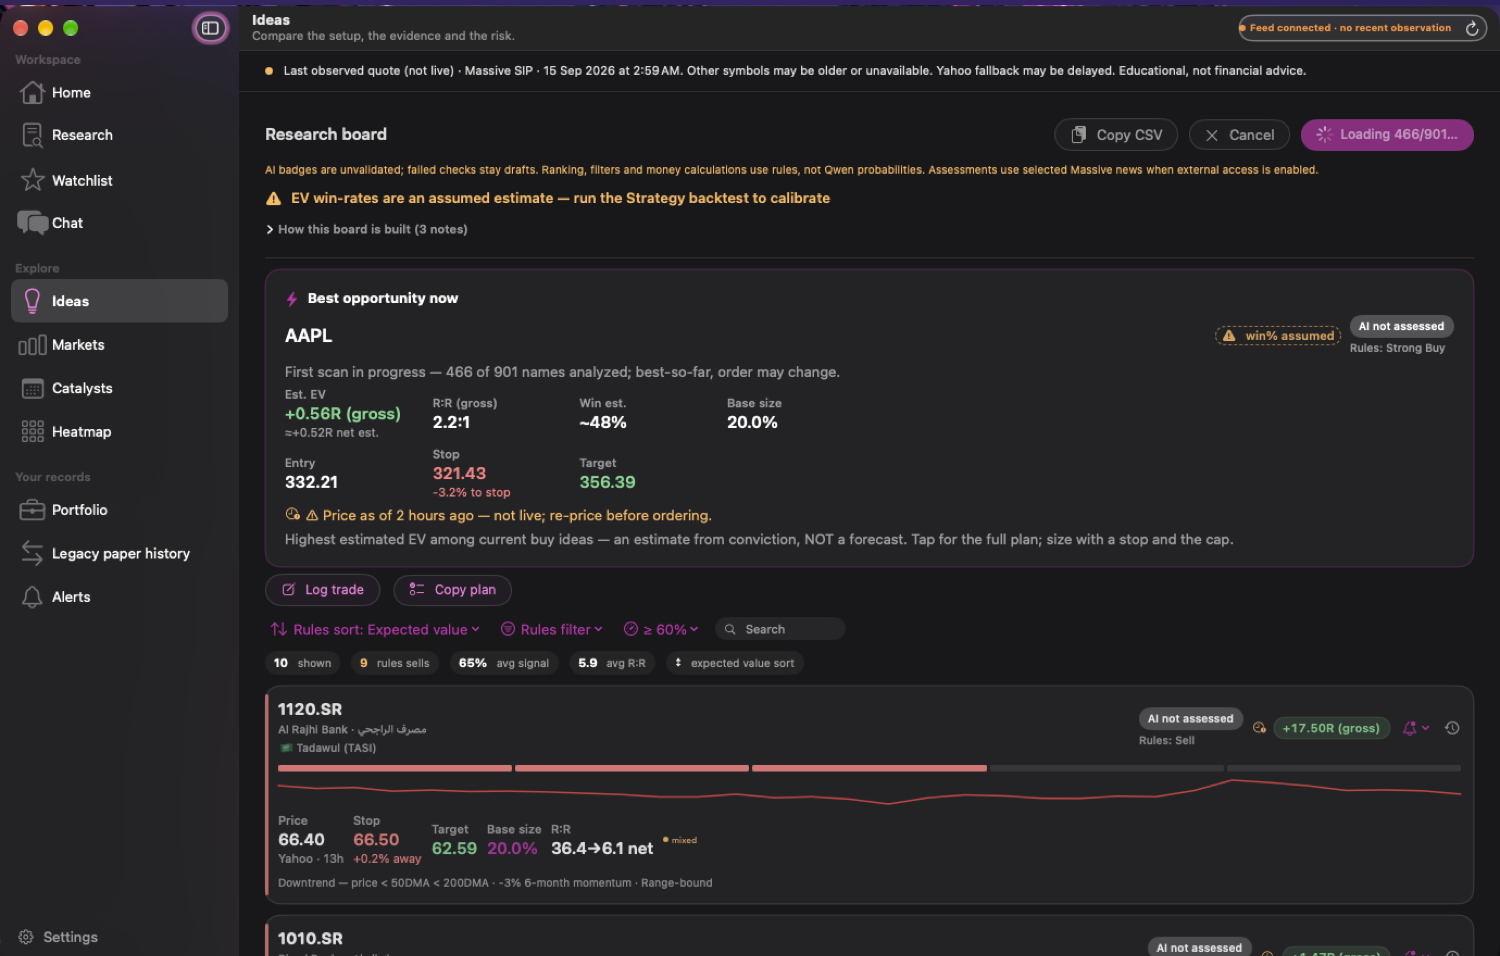 Ideas
Compare the setup, the evidence and the risk.
Feed connected · no recent observation
Workspace
Home
Research
Watchlist
Chat
Explore
Ideas
Markets
Catalysts
Heatmap
Your records
Portfolio
Legacy paper history
Alerts
Settings
Last observed quote (not live) · Massive SIP · 15 Sep 2026 at 2:59 AM. Other symbols may be older or unavailable. Yahoo fallback may be delayed. Educational, not financial advice.
Research board
Copy CSV
Cancel
Loading 466/901...
AI badges are unvalidated; failed checks stay drafts. Ranking, filters and money calculations use rules, not Qwen probabilities. Assessments use selected Massive news when external access is enabled.
EV win-rates are an assumed estimate — run the Strategy backtest to calibrate
How this board is built (3 notes)
Best opportunity now
AAPL
win% assumed
AI not assessed
Rules: Strong Buy
First scan in progress — 466 of 901 names analyzed; best-so-far, order may change.
Est. EV
+0.56R (gross)
≈+0.52R net est.
R:R (gross)
2.2:1
Win est.
~48%
Base size
20.0%
Entry
332.21
Stop
321.43
-3.2% to stop
Target
356.39
Price as of 2 hours ago — not live; re-price before ordering.
Highest estimated EV among current buy ideas — an estimate from conviction, NOT a forecast. Tap for the full plan; size with a stop and the cap.
Log trade
Copy plan
Rules sort: Expected value
Rules filter
≥ 60%
Search
10 shown
9 rules sells
65% avg signal
5.9 avg R:R
expected value sort
1120.SR
Al Rajhi Bank · مصرف الراجحي
Tadawul (TASI)
AI not assessed
Rules: Sell
+17.50R (gross)
Price
66.40
Yahoo · 13h
Stop
66.50
+0.2% away
Target
62.59
Base size
20.0%
R:R
36.4→6.1 net
mixed
Downtrend — price < 50DMA < 200DMA · -3% 6-month momentum · Range-bound
1010.SR
AI not assessed